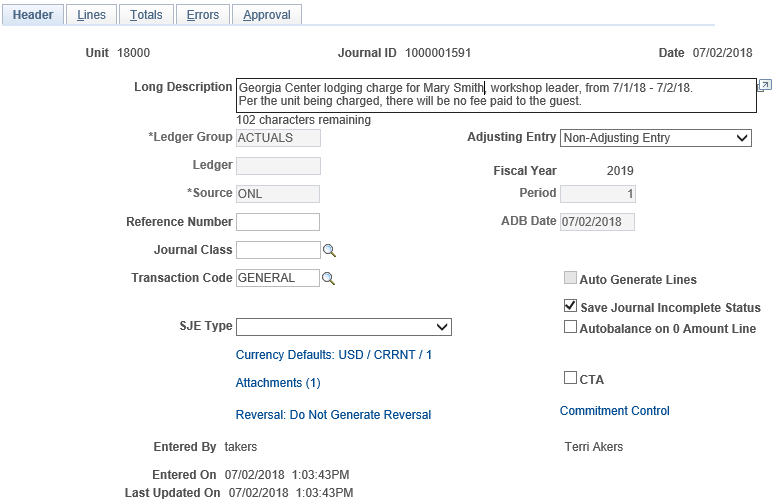 Header Lines Totals Errors Approval
Unit 18000 Journal ID 1000001591 Date 07/02/2018
Long Description Georgia Center lodging charge for Mary Smith, workshop leader, from 7/1/18 - 7/2/18.
Per the unit being charged, there will be no fee paid to the guest.
102 characters remaining
*Ledger Group ACTUALS Adjusting Entry Non-Adjusting Entry
Ledger Fiscal Year 2019
*Source ONL Period 1
Reference Number ADB Date 07/02/2018
Journal Class
Transaction Code GENERAL Auto Generate Lines
Save Journal Incomplete Status
SJE Type Autobalance on 0 Amount Line
Currency Defaults: USD / CRRNT / 1
Attachments (1) CTA
Reversal: Do Not Generate Reversal Commitment Control
Entered By takers Terri Akers
Entered On 07/02/2018 1:03:43PM
Last Updated On 07/02/2018 1:03:43PM